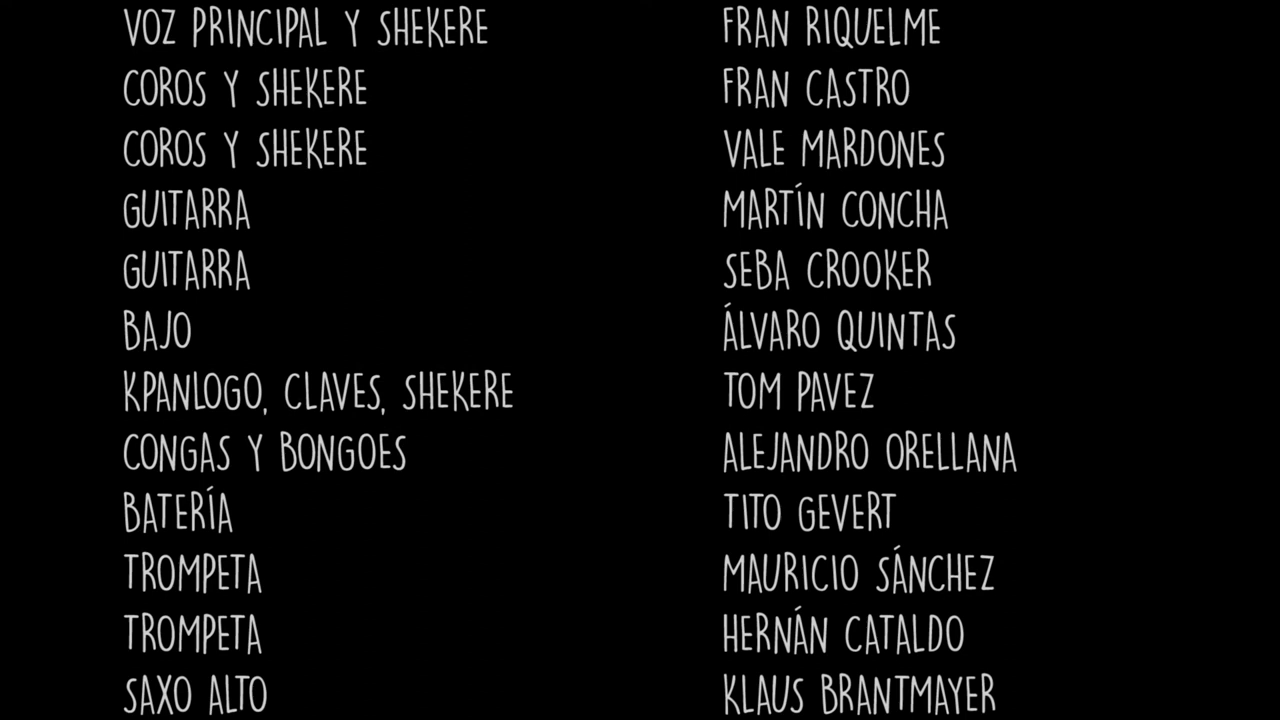 VOZ PRINCIPAL Y SHEKERE FRAN RIQUELME
COROS Y SHEKERE FRAN CASTRO
COROS Y SHEKERE VALE MARDONES
GUITARRA MARTÍN CONCHA
GUITARRA SEBA CROOKER
BAJO ÁLVARO QUINTAS
KPANLOGO, CLAVES, SHEKERE TOM PAVEZ
CONGAS Y BONGOES ALEJANDRO ORELLANA
BATERÍA TITO GEVERT
TROMPETA MAURICIO SÁNCHEZ
TROMPETA HERNÁN CATALDO
SAXO ALTO KLAUS BRANTMAYER